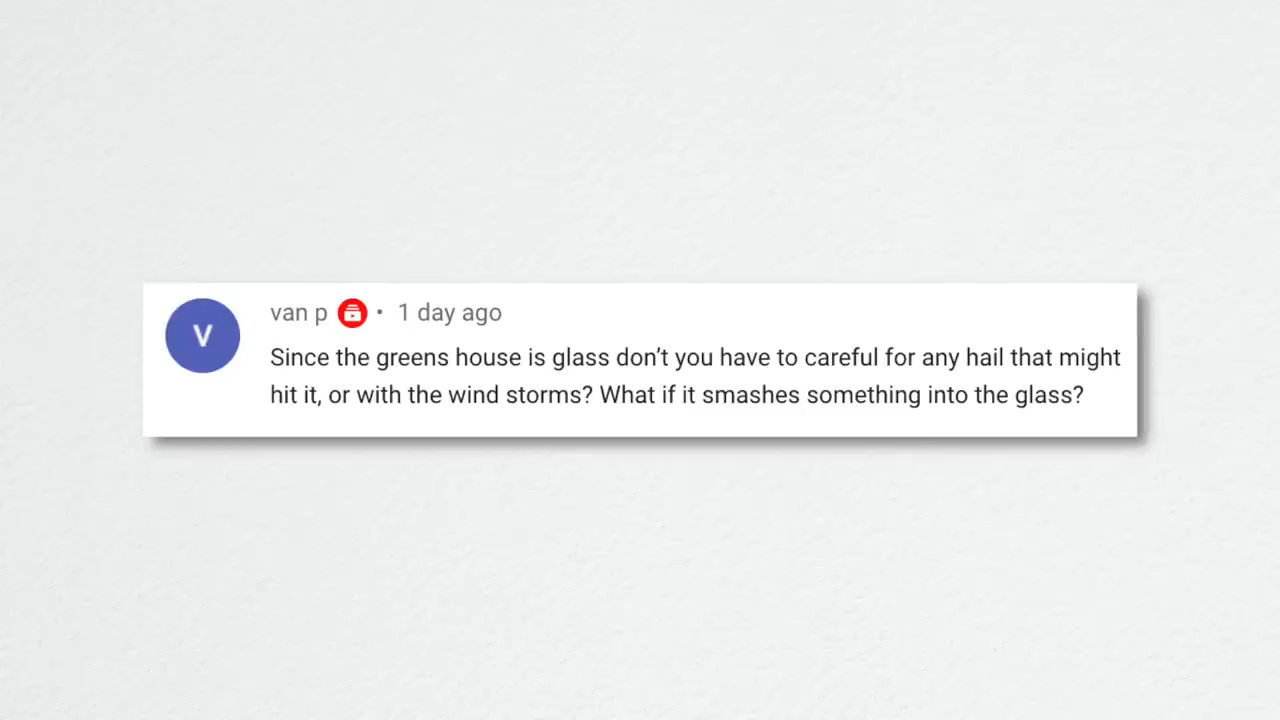 V
van p • 1 day ago
Since the greens house is glass don’t you have to careful for any hail that might
hit it, or with the wind storms? What if it smashes something into the glass?